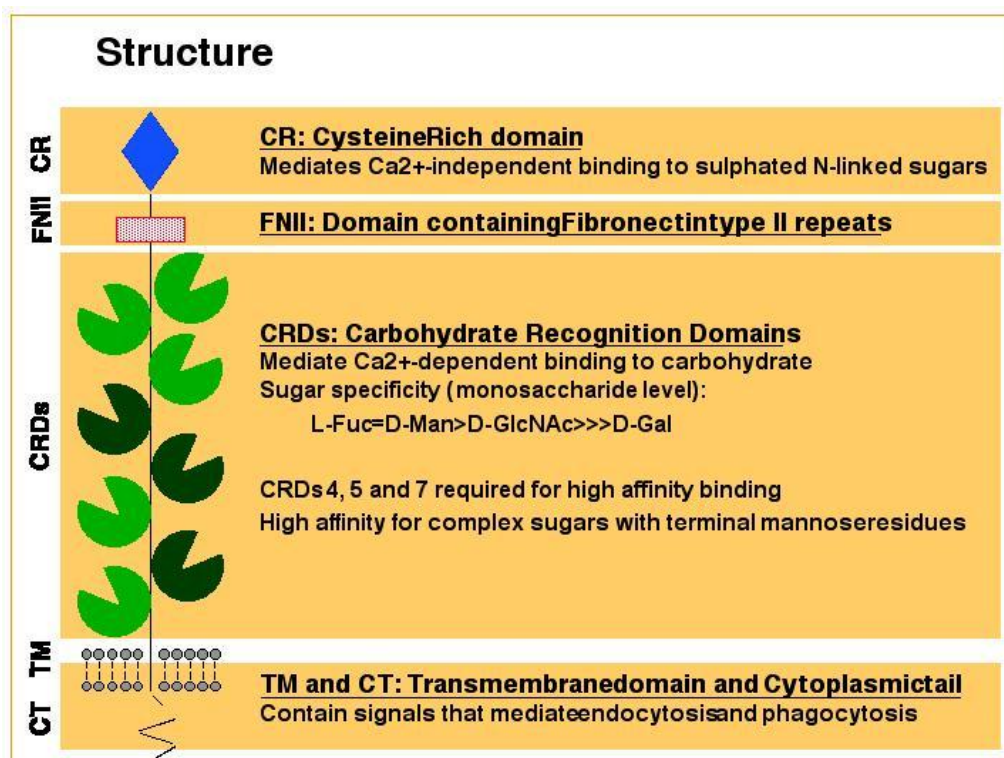 Structure
CR
CR: CysteineRich domain
Mediates Ca2+-independent binding to sulphated N-linked sugars
FNII
FNII: Domain containingFibronectintype II repeats
CRDs
CRDs: Carbohydrate Recognition Domains
Mediate Ca2+-dependent binding to carbohydrate
Sugar specificity (monosaccharide level):
L-Fuc=D-Man>D-GlcNAc>>>D-Gal
CRDs 4, 5 and 7 required for high affinity binding
High affinity for complex sugars with terminal mannoseresidues
TM
CT
TM and CT: Transmembranedomain and Cytoplasmictail
Contain signals that mediateendocytosisand phagocytosis